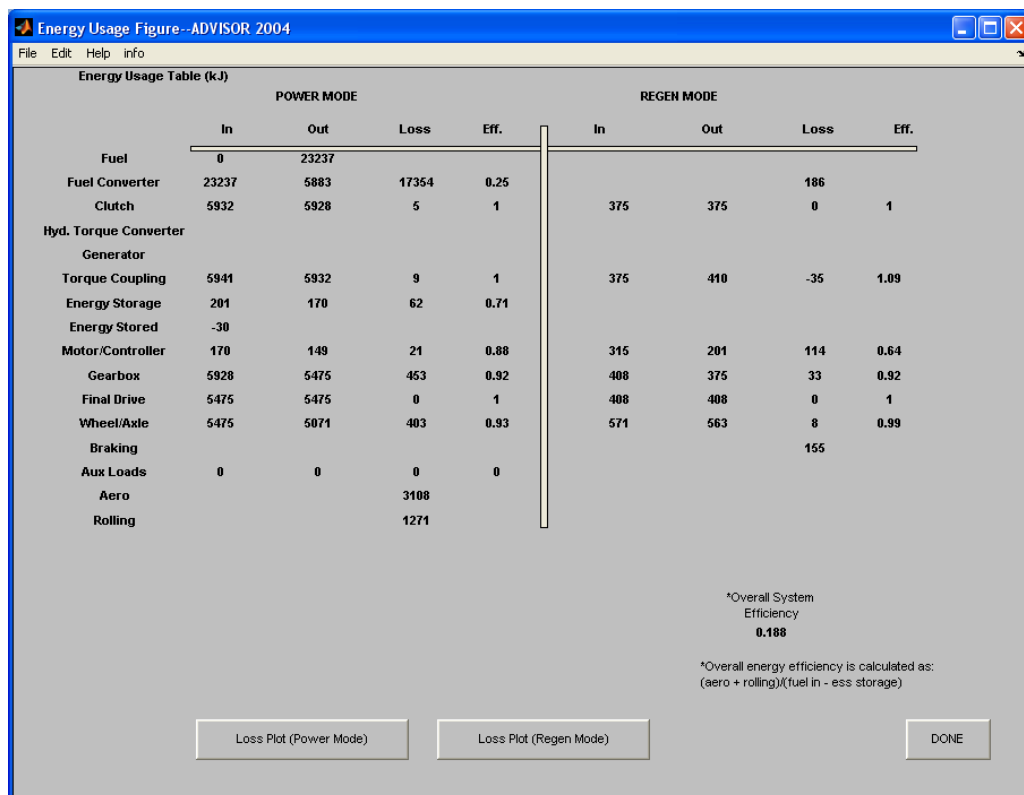 Energy Usage Figure--ADVISOR 2004
File Edit Help info
Energy Usage Table (kJ)
POWER MODE REGEN MODE
In Out Loss Eff. In Out Loss Eff.
Fuel 0 23237
Fuel Converter 23237 5883 17354 0.25 186
Clutch 5932 5928 5 1 375 375 0 1
Hyd. Torque Converter
Generator
Torque Coupling 5941 5932 9 1 375 410 -35 1.09
Energy Storage 201 170 62 0.71
Energy Stored -30
Motor/Controller 170 149 21 0.88 315 201 114 0.64
Gearbox 5928 5475 453 0.92 408 375 33 0.92
Final Drive 5475 5475 0 1 408 408 0 1
Wheel/Axle 5475 5071 403 0.93 571 563 8 0.99
Braking 155
Aux Loads 0 0 0 0
Aero 3108
Rolling 1271
*Overall System
Efficiency
0.188
*Overall energy efficiency is calculated as:
(aero + rolling)/(fuel in - ess storage)
Loss Plot (Power Mode) Loss Plot (Regen Mode) DONE